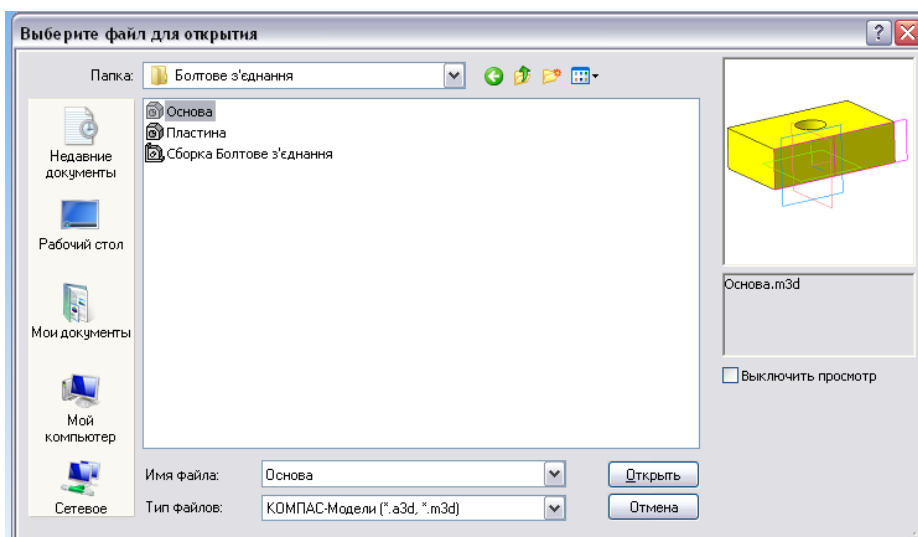 Выберите файл для открытия
Папка: Болтове з'єднання
Основа
Пластина
Сборка Болтове з'єднання
Недавние
документы
Рабочий стол
Мои документы
Мой
компьютер
Сетевое
Имя файла: Основа
Открыть
Тип файлов: КОМПАС-Модели (*.a3d, *.m3d)
Отмена
Основа.m3d
Выключить просмотр